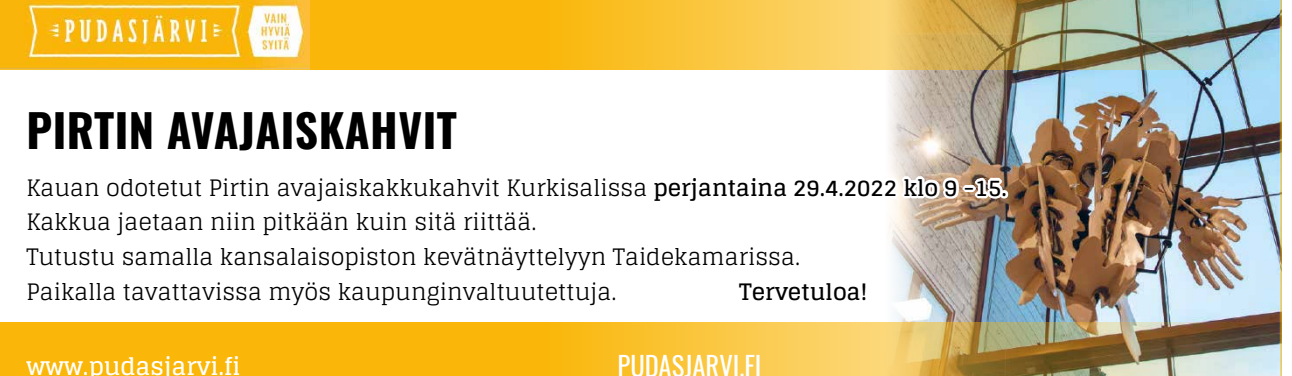 PUDASJÄRVI
VAIN
HYVIÄ
SYITÄ
PIRTIN AVAJAISKAHVIT
Kauan odotetut Pirtin avajaiskakkukahvit Kurkisalissa perjantaina 29.4.2022 klo 9 -15.
Kakkua jaetaan niin pitkään kuin sitä riittää.
Tutustu samalla kansalaisopiston kevätnäyttelyyn Taidekamarissa.
Paikalla tavattavissa myös kaupunginvaltuutettuja. Tervetuloa!
www.pudasjarvi.fi PUDASJARVI.FI